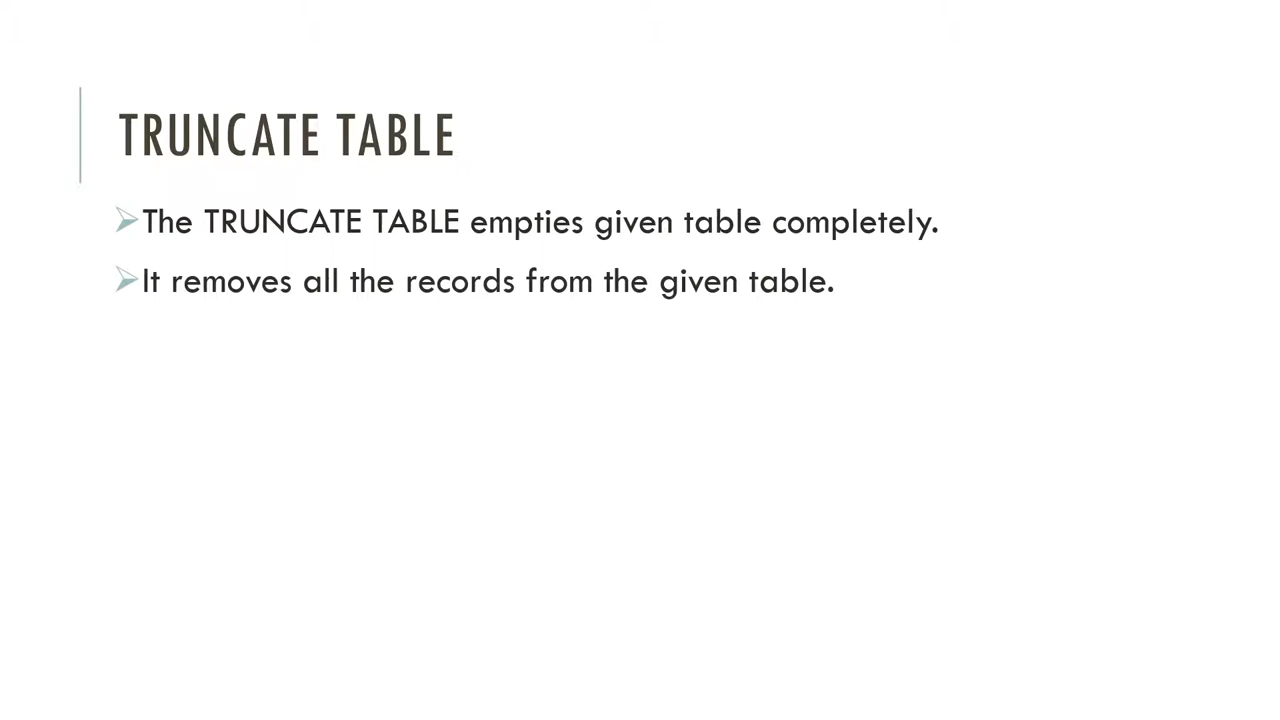 TRUNCATE TABLE
The TRUNCATE TABLE empties given table completely.
It removes all the records from the given table.